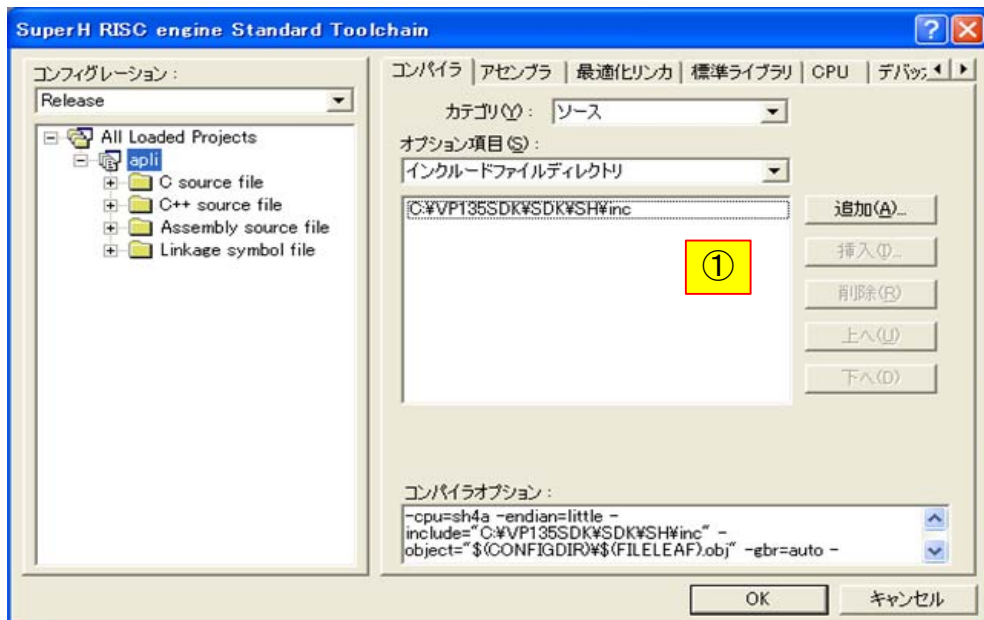 SuperH RISC engine Standard Toolchain
コンフィグレーション :
Release
All Loaded Projects
apli
C source file
C++ source file
Assembly source file
Linkage symbol file
コンパイラ
アセンブラ
最適化リンカ
標準ライブラリ
CPU
デバッ
カテゴリ(Y) :
ソース
オプション項目(S) :
インクルードファイルディレクトリ
C:¥VP135SDK¥SDK¥SH¥inc
①
追加(A)...
挿入(I)...
削除(R)
上へ(U)
下へ(D)
コンパイラオプション :
-cpu=sh4a -endian=little -
include="C:¥VP135SDK¥SDK¥SH¥inc" -
object="$(CONFIGDIR)¥$(FILELEAF).obj" -gbr=auto -
OK
キャンセル